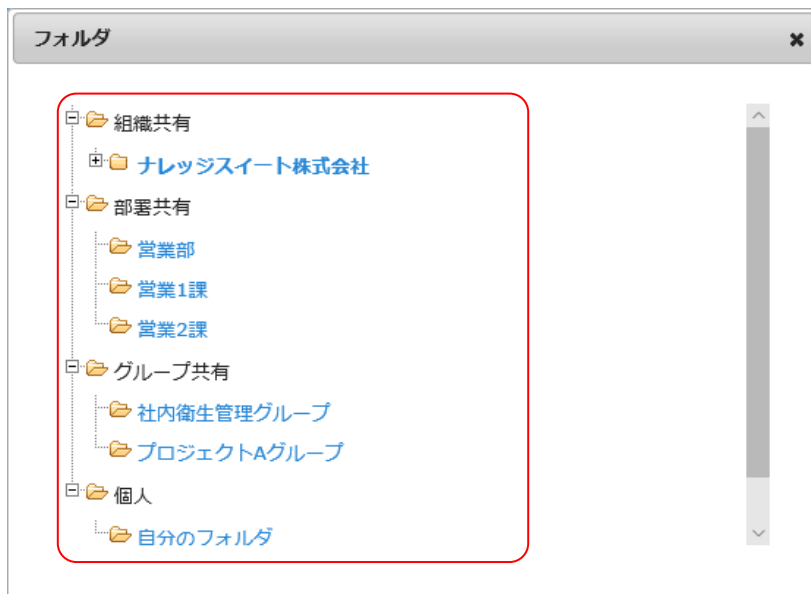 フォルダ
組織共有
ナレッジスイート株式会社
部署共有
営業部
営業1課
営業2課
グループ共有
社内衛生管理グループ
プロジェクトAグループ
個人
自分のフォルダ